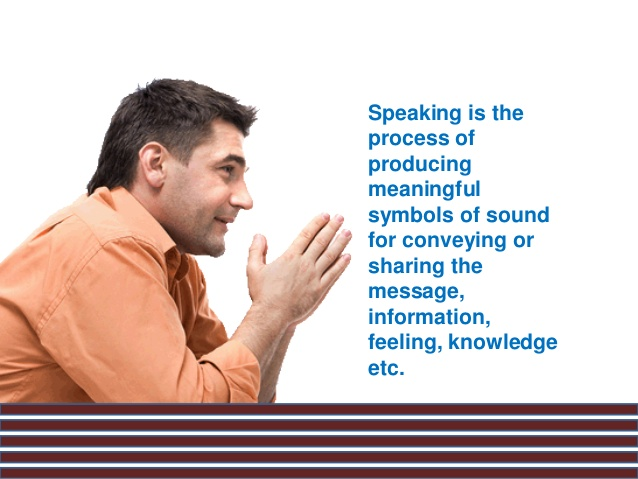 Speaking is the
process of
producing
meaningful
symbols of sound
for conveying or
sharing the
message,
information,
feeling, knowledge
etc.